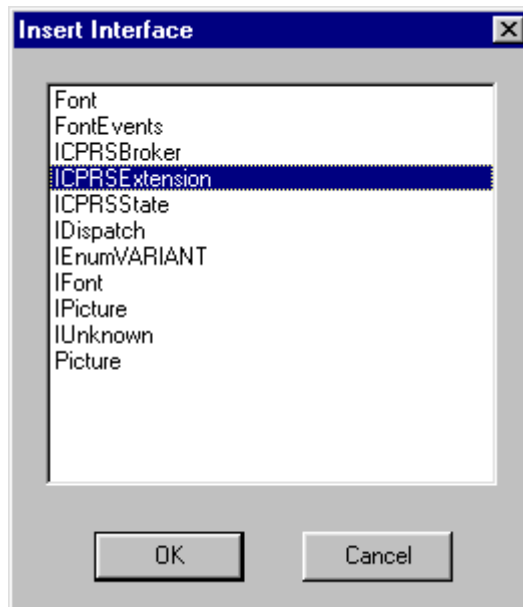 Insert Interface
Font
FontEvents
ICPRSBroker
ICPRSExtension
ICPRSState
IDispatch
IEnumVARIANT
IFont
IPicture
IUnknown
Picture
OK
Cancel